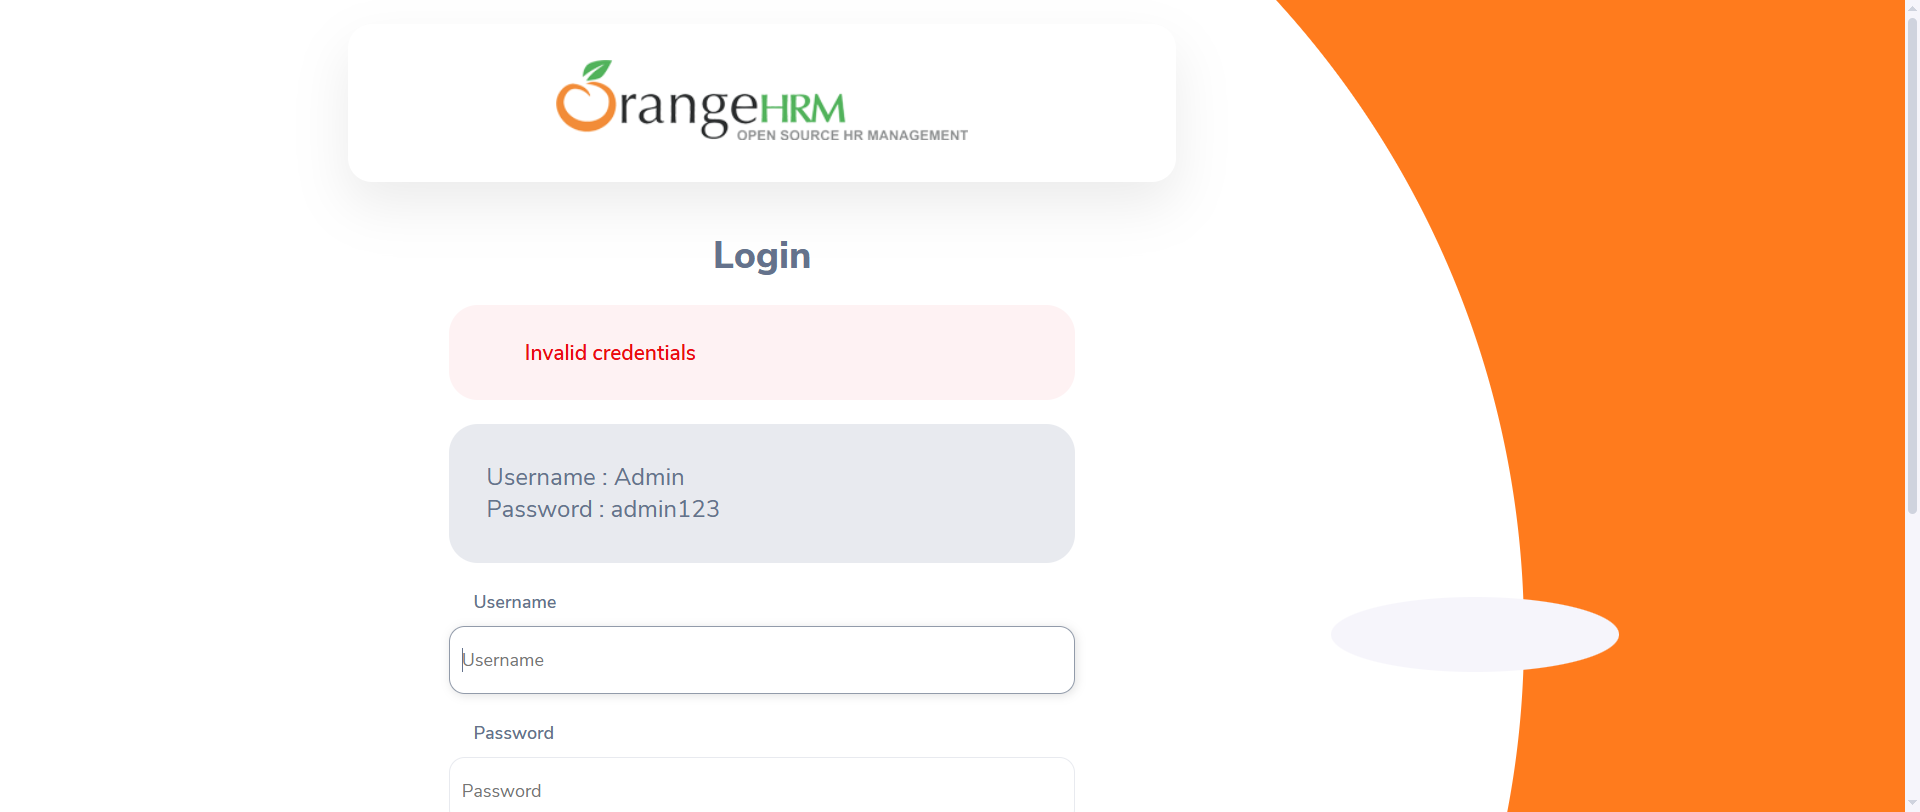 OrangeHRM
OPEN SOURCE HR MANAGEMENT
Login
Invalid credentials
Username : Admin
Password : admin123
Username
Username
Password
Password